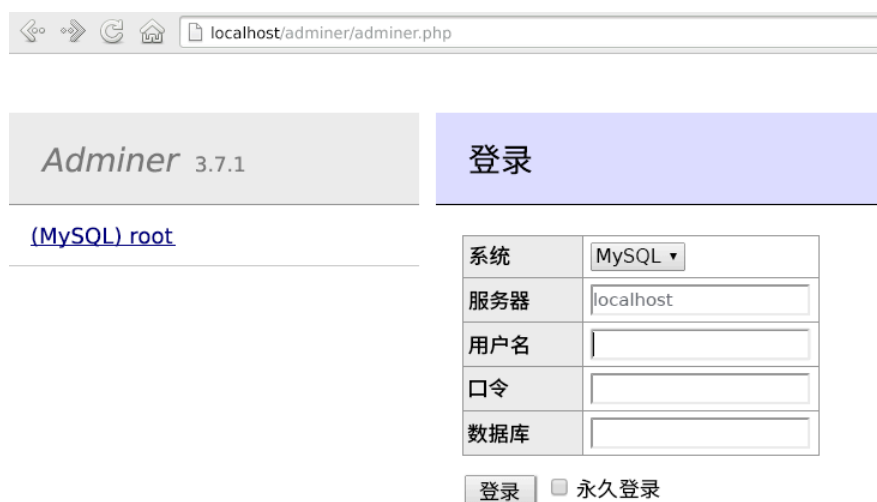 localhost/adminer/adminer.php
Adminer 3.7.1
(MySQL) root
登录
系统 MySQL
服务器 localhost
用户名
口令
数据库
登录 永久登录